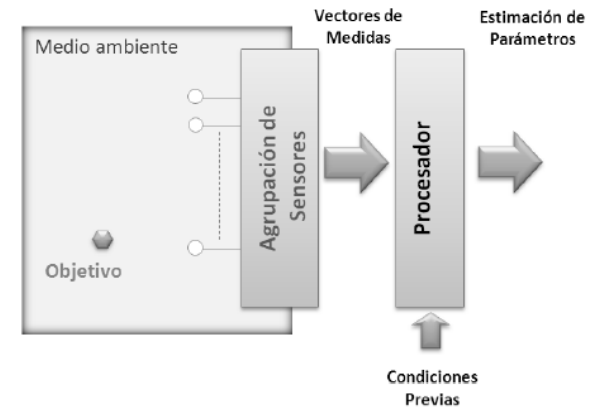 Vectores de
Medidas
Estimación de
Parámetros
Medio ambiente
Agrupación de
Sensores
Procesador
Objetivo
Condiciones
Previas